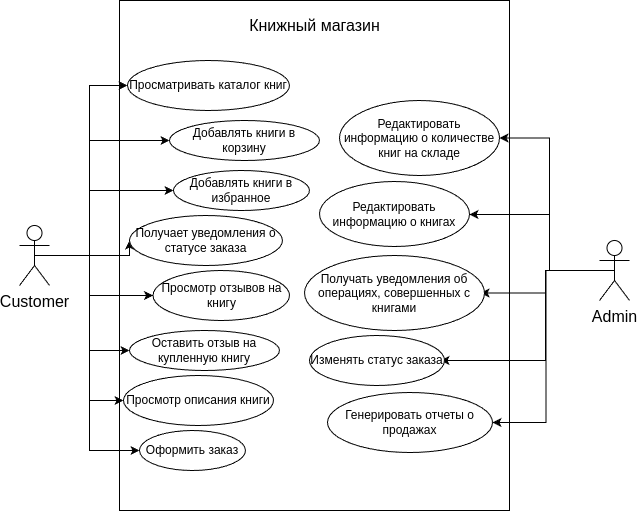 Книжный магазин
Просматривать каталог книг
Добавлять книги в
корзину
Добавлять книги в
избранное
Получает уведомления о
статусе заказа
Просмотр отзывов на
книгу
Оставить отзыв на
купленную книгу
Просмотр описания книги
Оформить заказ
Редактировать
информацию о количестве
книг на складе
Редактировать
информацию о книгах
Получать уведомления об
операциях, совершенных с
книгами
Изменять статус заказа
Генерировать отчеты о
продажах
Customer
Admin